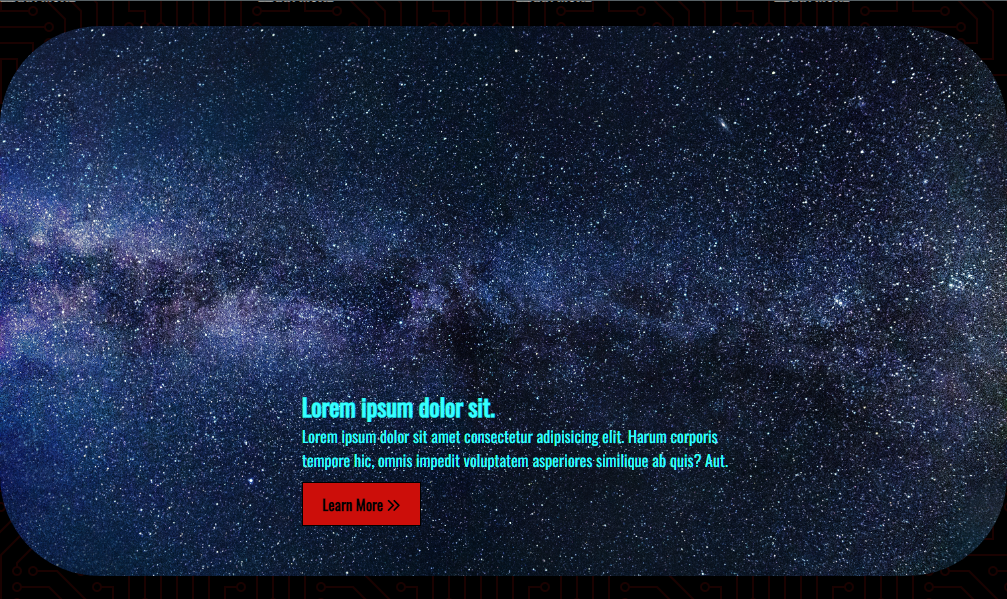 Lorem ipsum dolor sit.
Lorem ipsum dolor sit amet consectetur adipisicing elit. Harum corporis
tempore hic, omnis impedit voluptatem asperiores similique ab quis? Aut.
Learn More